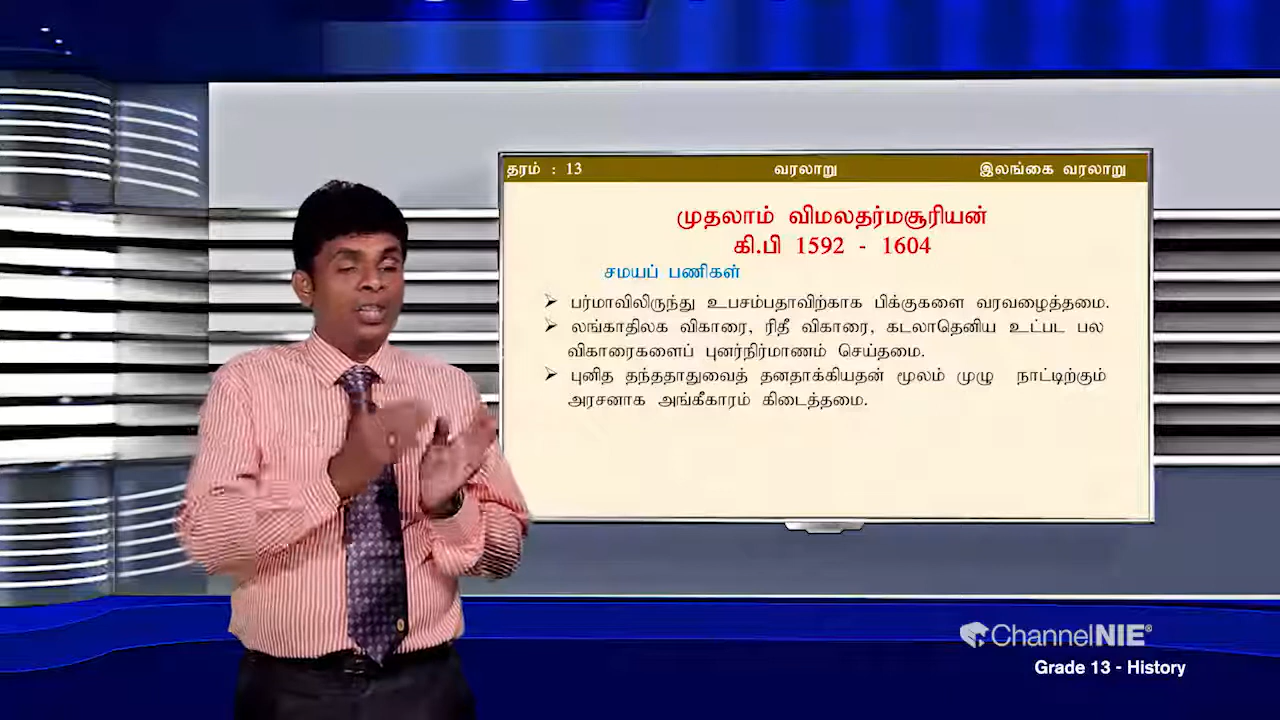 தரம் : 13 வரலாறு இலங்கை வரலாறு
முதலாம் விமலதர்மசூரியன்
கி.பி 1592 - 1604
சமயப் பணிகள்
➢ பர்மாவிலிருந்து உபசம்பதாவிற்காக பிக்குகளை வரவழைத்தமை.
➢ லங்காதிலக விகாரை, ரிதீ விகாரை, கடலாதெனிய உட்பட பல
விகாரைகளைப் புனர்நிர்மாணம் செய்தமை.
➢ புனித தந்ததாதுவைத் தனதாக்கியதன் மூலம் முழு நாட்டிற்கும்
அரசனாக அங்கீகாரம் கிடைத்தமை.
ChannelNIE®
Grade 13 - History